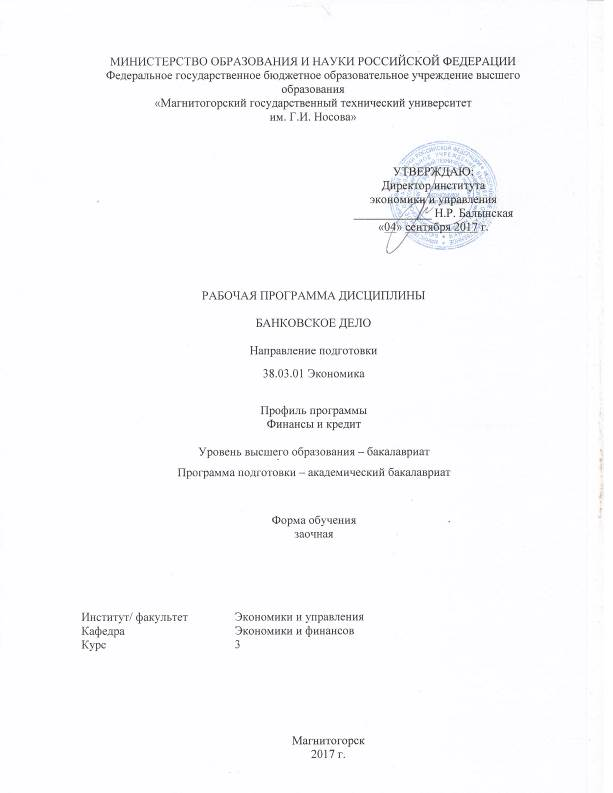 МИНИСТЕРСТВО ОБРАЗОВАНИЯ И НАУКИ РОССИЙСКОЙ ФЕДЕРАЦИИ
Федеральное государственное бюджетное образовательное учреждение высшего
образования
«Магнитогорский государственный технический университет
им. Г.И. Носова»
УТВЕРЖДАЮ:
Директор института
экономики и управления
Н.Р. Балынская
«04» сентября 2017 г.
РАБОЧАЯ ПРОГРАММА ДИСЦИПЛИНЫ
БАНКОВСКОЕ ДЕЛО
Направление подготовки
38.03.01 Экономика
Профиль программы
Финансы и кредит
Уровень высшего образования – бакалавриат
Программа подготовки – академический бакалавриат
Форма обучения
заочная
Институт/ факультет Экономики и управления
Кафедра Экономики и финансов
Курс 3
Магнитогорск
2017 г.